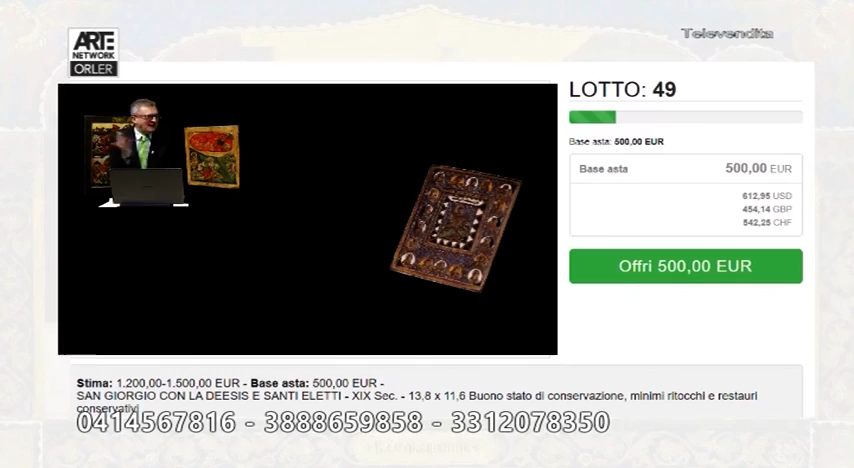 ARTE
NETWORK
ORLER
Televendita
LOTTO: 49
Base asta: 500,00 EUR
Base asta 500,00 EUR
612,95 USD
454,14 GBP
542,25 CHF
Offri 500,00 EUR
Stima: 1.200,00-1.500,00 EUR - Base asta: 500,00 EUR -
SAN GIORGIO CON LA DEESIS E SANTI ELETTI - XIX Sec. - 13,8 x 11,6 Buono stato di conservazione, minimi ritocchi e restauri
conservativi
0414567816 - 3888659858 - 3312078350